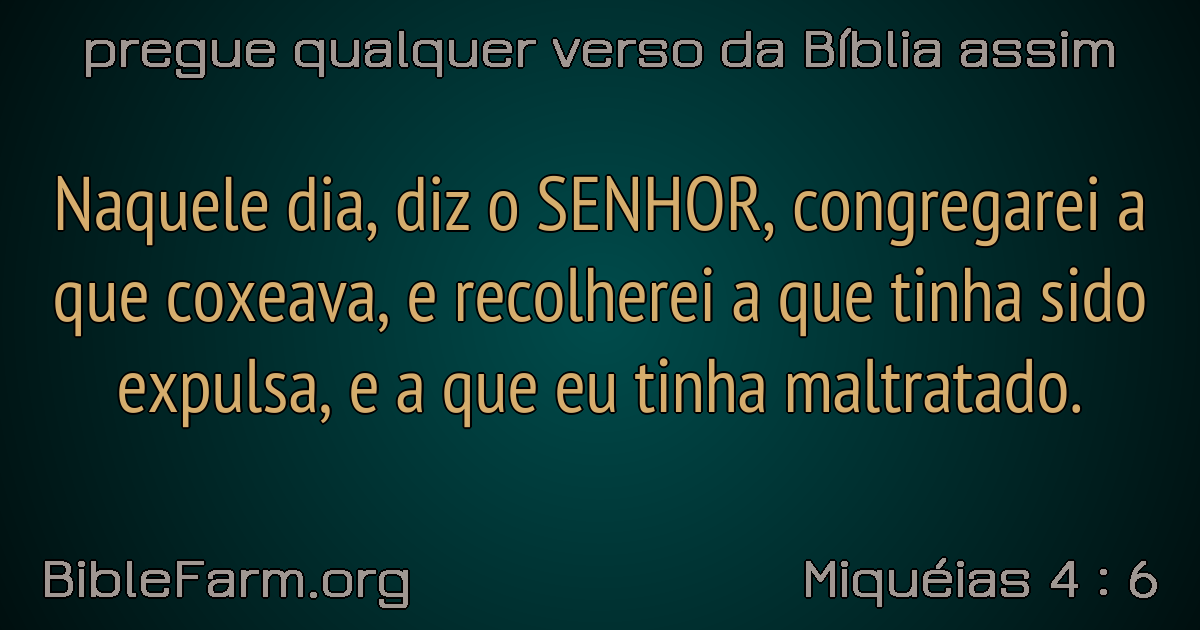 pregue qualquer verso da Bíblia assim
Naquele dia, diz o SENHOR, congregarei a
que coxeava, e recolherei a que tinha sido
expulsa, e a que eu tinha maltratado.
BibleFarm.org
Miquéias 4 : 6